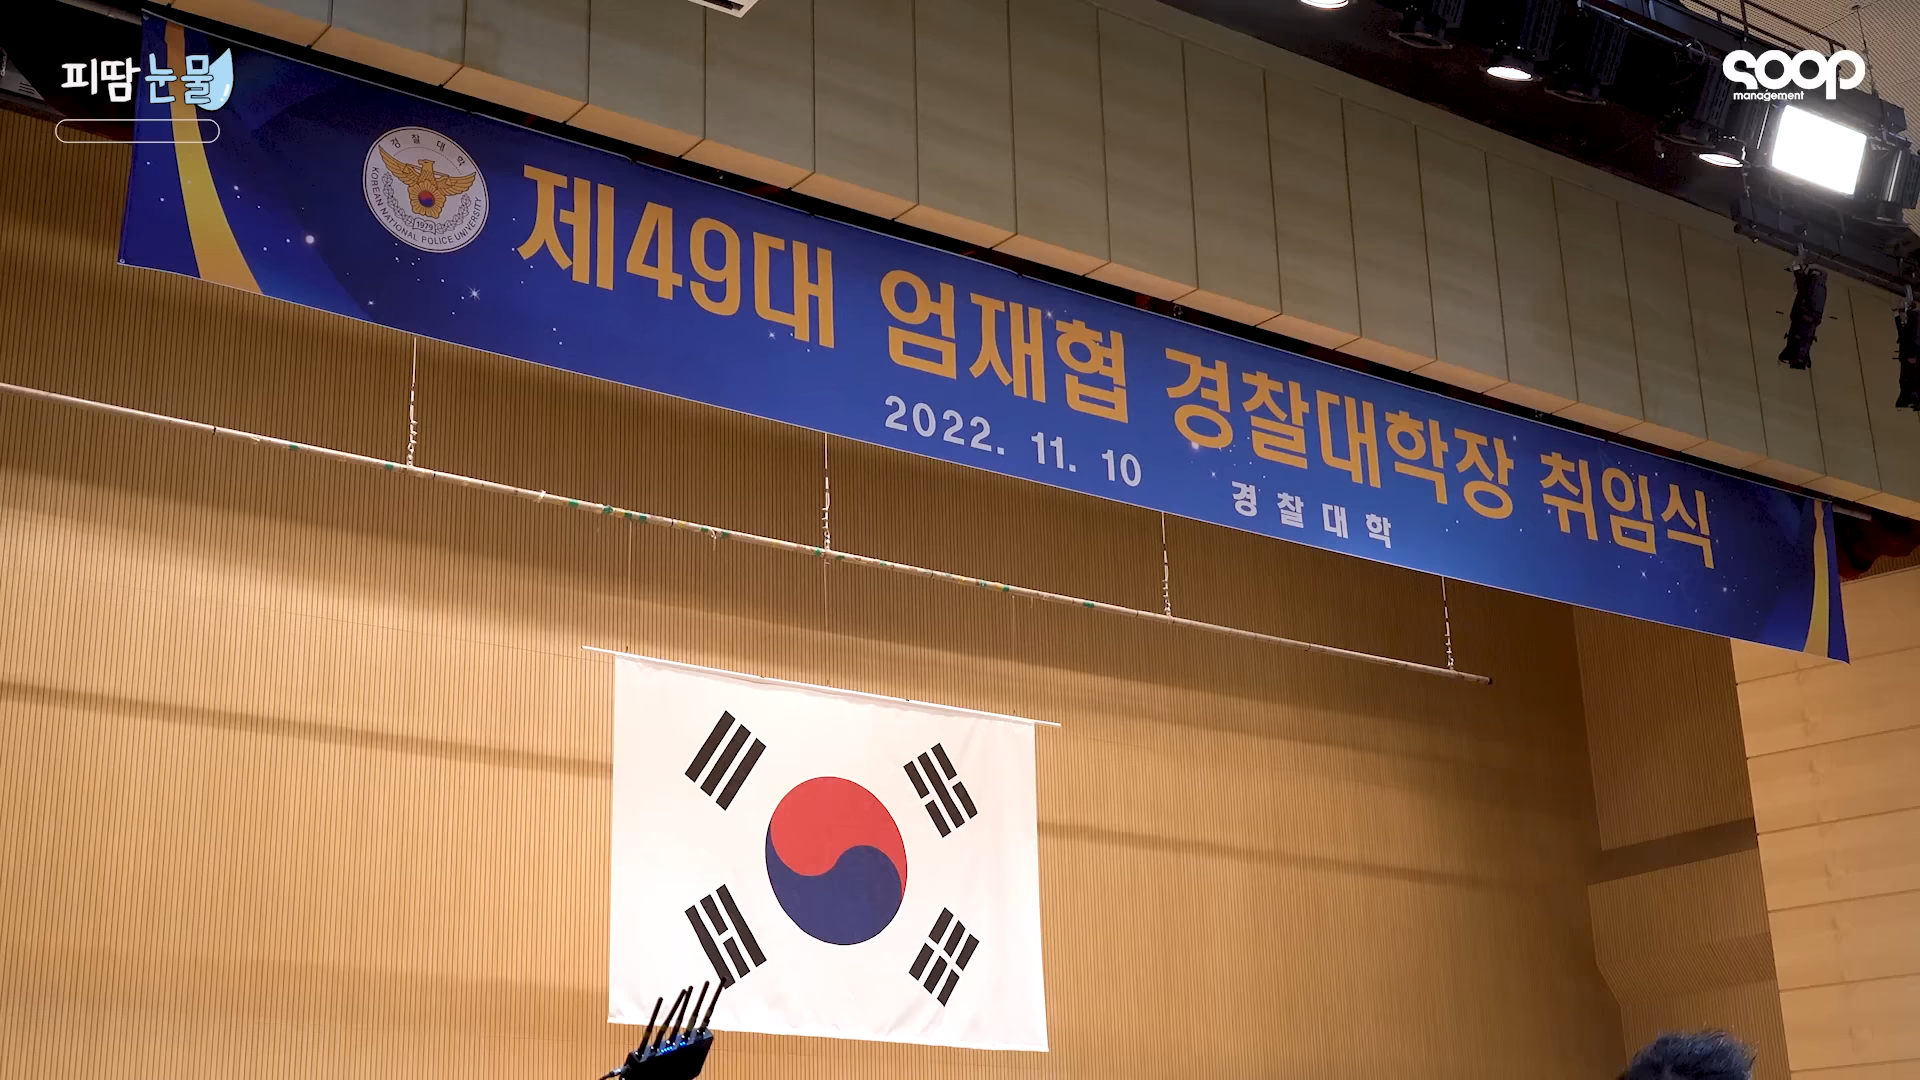 피땀눈물
soop
management
경찰대학
KOREAN NATIONAL POLICE UNIVERSITY
1979
제49대 엄재협 경찰대학장 취임식
2022. 11. 10
경찰대학